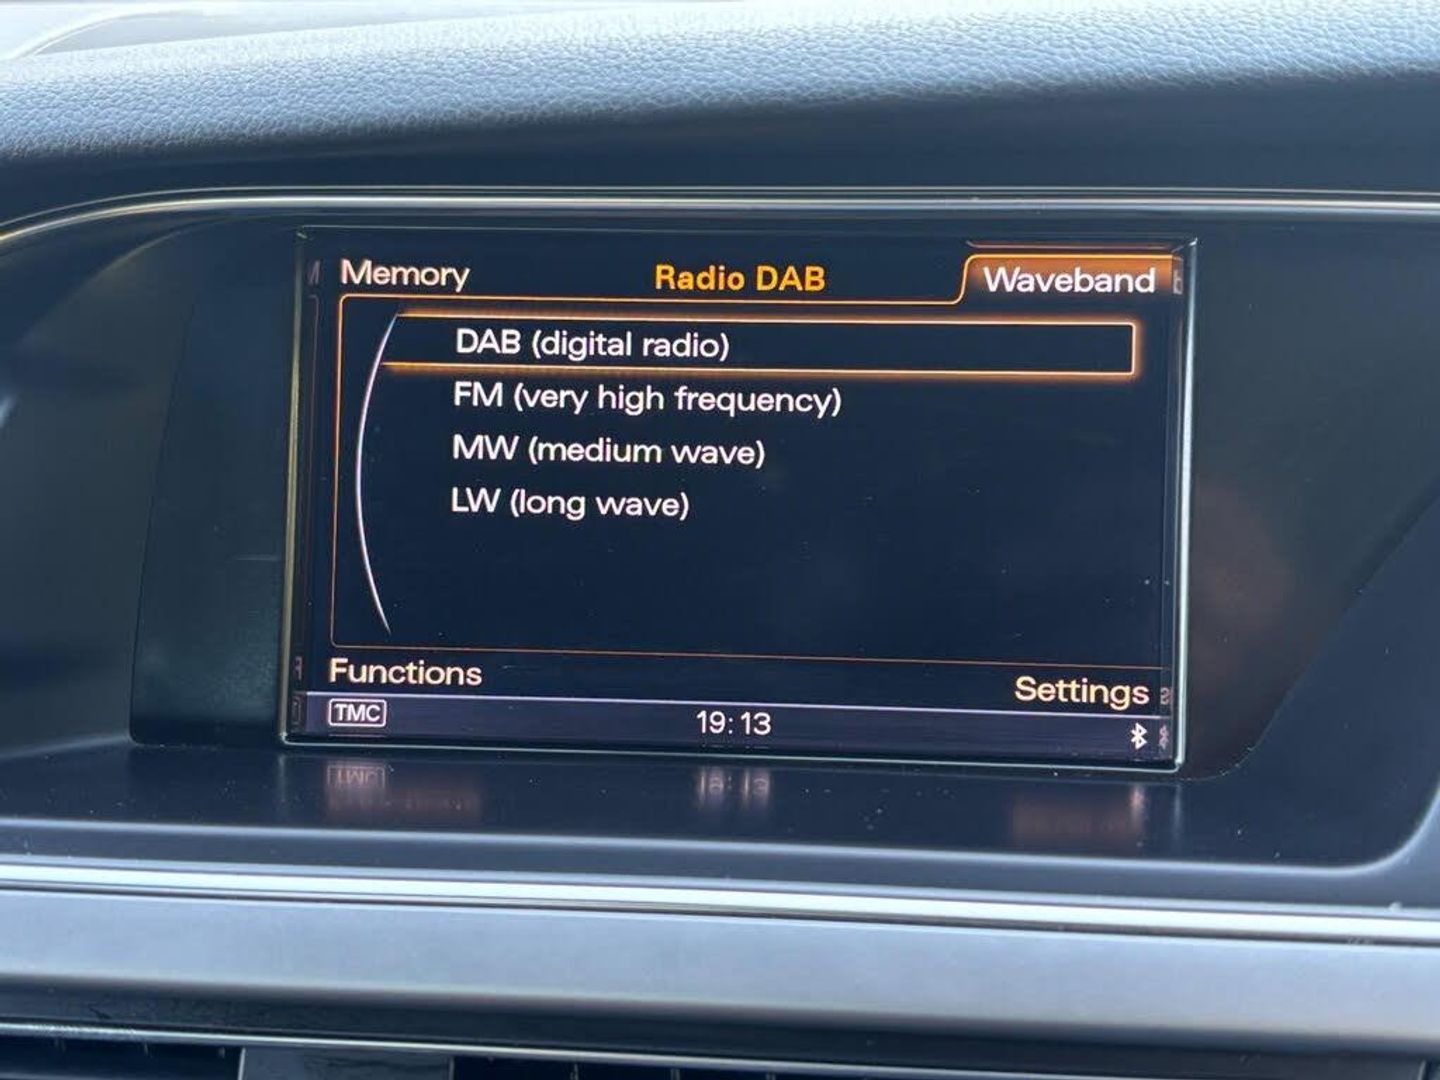 Memory Radio DAB Waveband
DAB (digital radio)
FM (very high frequency)
MW (medium wave)
LW (long wave)
Functions Settings
TMC 19:13